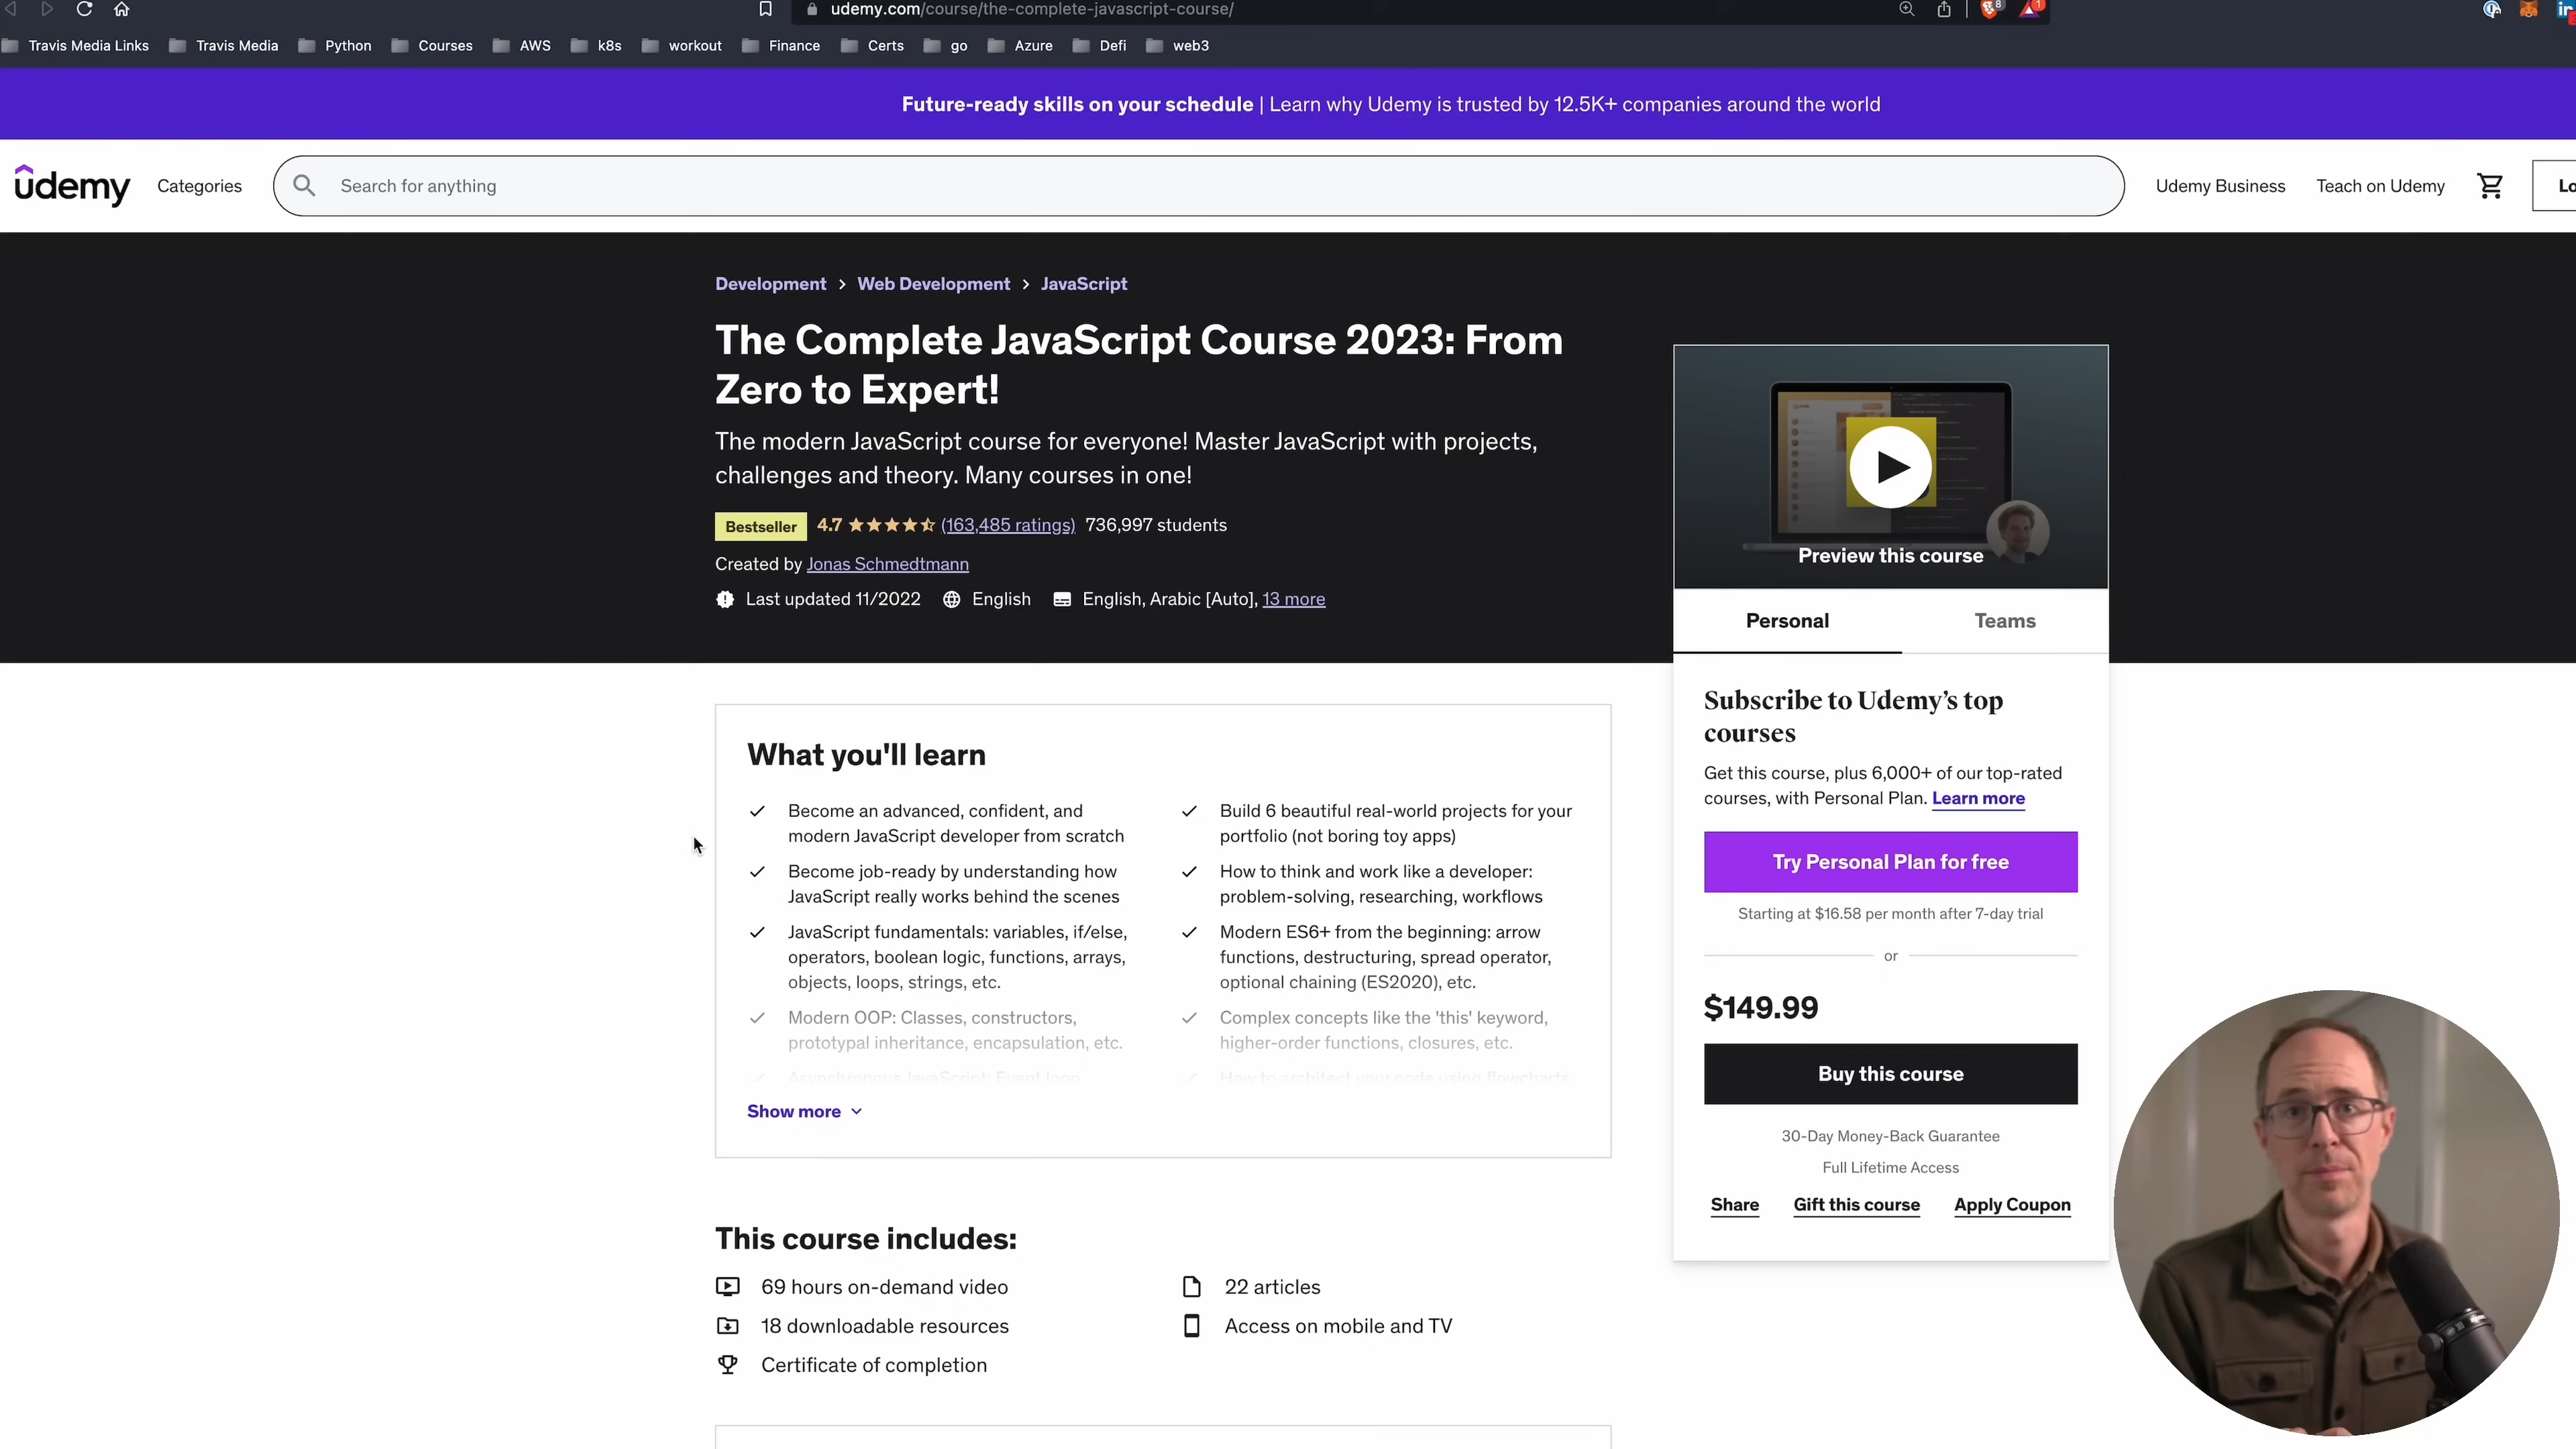 udemy.com/course/the-complete-javascript-course/
8
1
Travis Media Links
Travis Media
Python
Courses
AWS
k8s
workout
Finance
Certs
go
Azure
Defi
web3
Future-ready skills on your schedule | Learn why Udemy is trusted by 12.5K+ companies around the world
udemy
Categories
Search for anything
Udemy Business
Teach on Udemy
Development > Web Development > JavaScript
The Complete JavaScript Course 2023: From
Zero to Expert!
The modern JavaScript course for everyone! Master JavaScript with projects,
challenges and theory. Many courses in one!
Bestseller 4.7 (163,485 ratings) 736,997 students
Created by Jonas Schmedtmann
Last updated 11/2022 English English, Arabic [Auto], 13 more
Preview this course
Personal
Teams
Subscribe to Udemy's top
courses
Get this course, plus 6,000+ of our top-rated
courses, with Personal Plan. Learn more
Try Personal Plan for free
Starting at $16.58 per month after 7-day trial
or
$149.99
Buy this course
30-Day Money-Back Guarantee
Full Lifetime Access
Share
Gift this course
Apply Coupon
What you'll learn
Become an advanced, confident, and
modern JavaScript developer from scratch
Become job-ready by understanding how
JavaScript really works behind the scenes
JavaScript fundamentals: variables, if/else,
operators, boolean logic, functions, arrays,
objects, loops, strings, etc.
Modern OOP: Classes, constructors,
prototypal inheritance, encapsulation, etc.
Asynchronous JavaScript: Event loop,
Build 6 beautiful real-world projects for your
portfolio (not boring toy apps)
How to think and work like a developer:
problem-solving, researching, workflows
Modern ES6+ from the beginning: arrow
functions, destructuring, spread operator,
optional chaining (ES2020), etc.
Complex concepts like the 'this' keyword,
higher-order functions, closures, etc.
How to architect your code using flowcharts
Show more
This course includes:
69 hours on-demand video
18 downloadable resources
Certificate of completion
22 articles
Access on mobile and TV